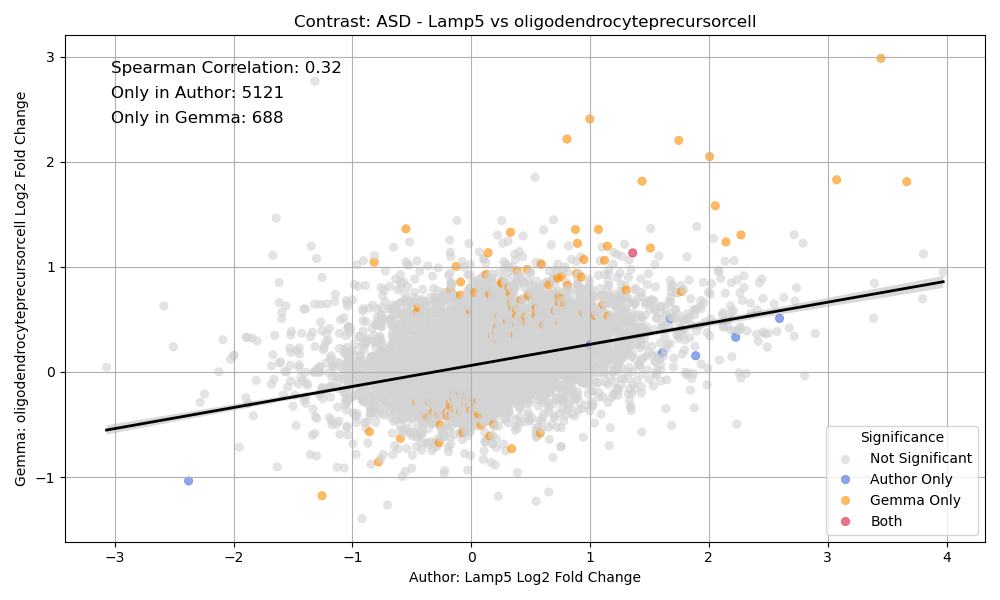 Contrast: ASD - Lamp5 vs oligodendrocyteprecursorcell
Spearman Correlation: 0.32
Only in Author: 5121
Only in Gemma: 688
Gemma: oligodendrocyteprecursorcell Log2 Fold Change
3
2
1
0
−1
Significance
Not Significant
Author Only
Gemma Only
Both
−3 −2 −1 0 1 2 3 4
Author: Lamp5 Log2 Fold Change